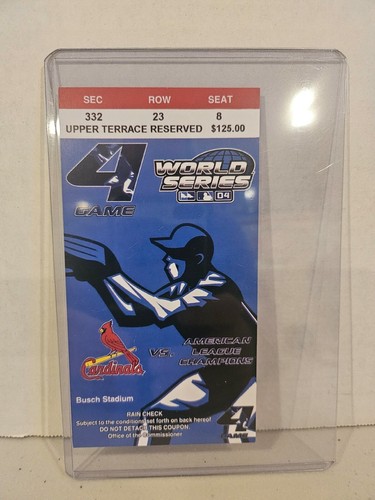 SEC ROW SEAT
332 23 8
UPPER TERRACE RESERVED $125.00
4
GAME
WORLD
SERIES
04
Cardinals
VS.
AMERICAN
LEAGUE
CHAMPIONS
Busch Stadium
RAIN CHECK
Subject to the conditions set forth on back hereof
DO NOT DETACH THIS COUPON
Office of the Commissioner
4
GAME